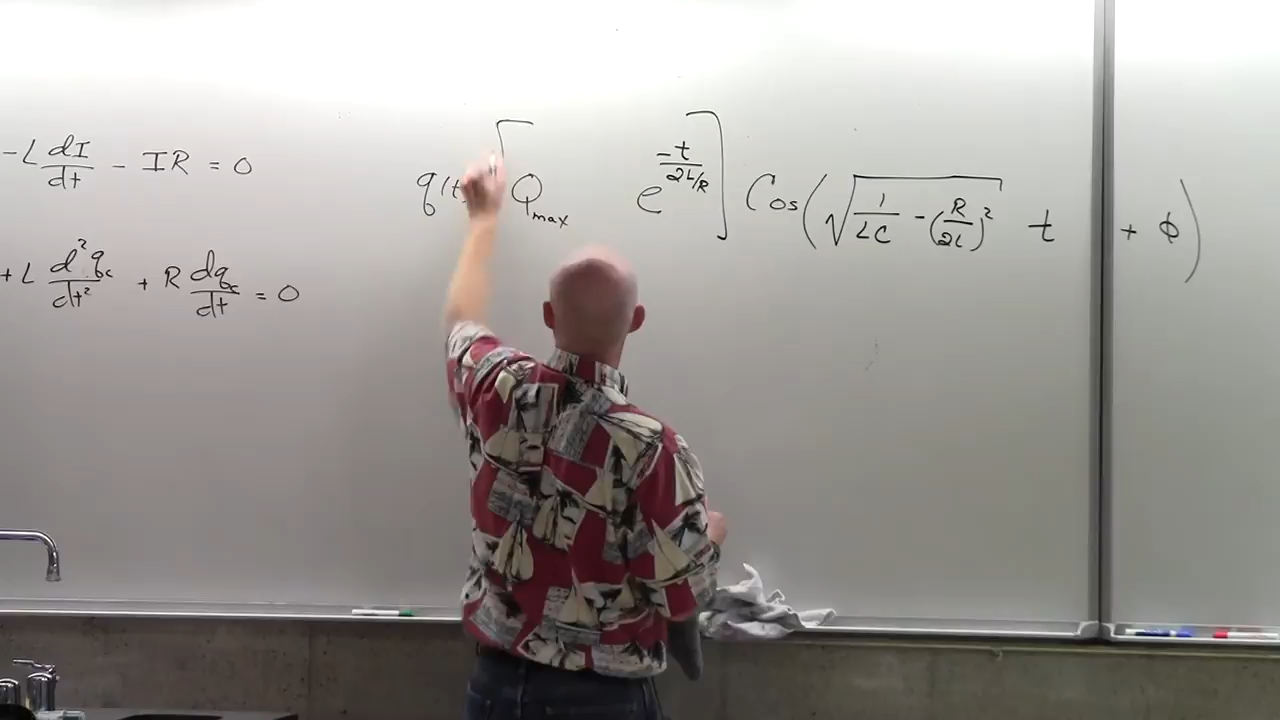 -L dI/dt - IR = 0
+ L d²q_c/dt² + R dq_c/dt = 0
q(t [Q_max e^(-t/(2L/R))] Cos(√(1/LC - (R/2L)²) t + ϕ)